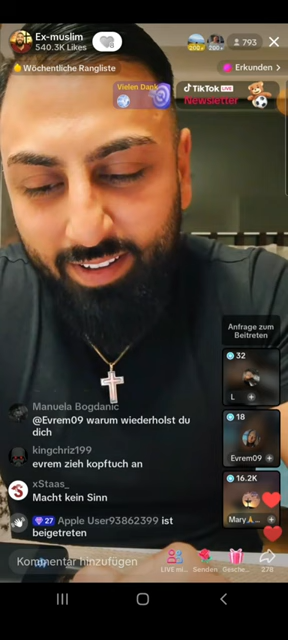 Ex-muslim
540.3K Likes
793
Wöchentliche Rangliste
Erkunden >
Vielen Dank
TikTok LIVE
Newsletter
Anfrage zum
Beitreten
32
L
18
Evrem09
16.2K
Mary
Manuela Bogdanic
@Evrem09 warum wiederholst du
dich
kingchriz199
evrem zieh kopftuch an
xStaas_
Macht kein Sinn
27 Apple User93862399 ist
beigetreten
Kommentar hinzufügen
LIVE mi...
Senden
Gesche...
278